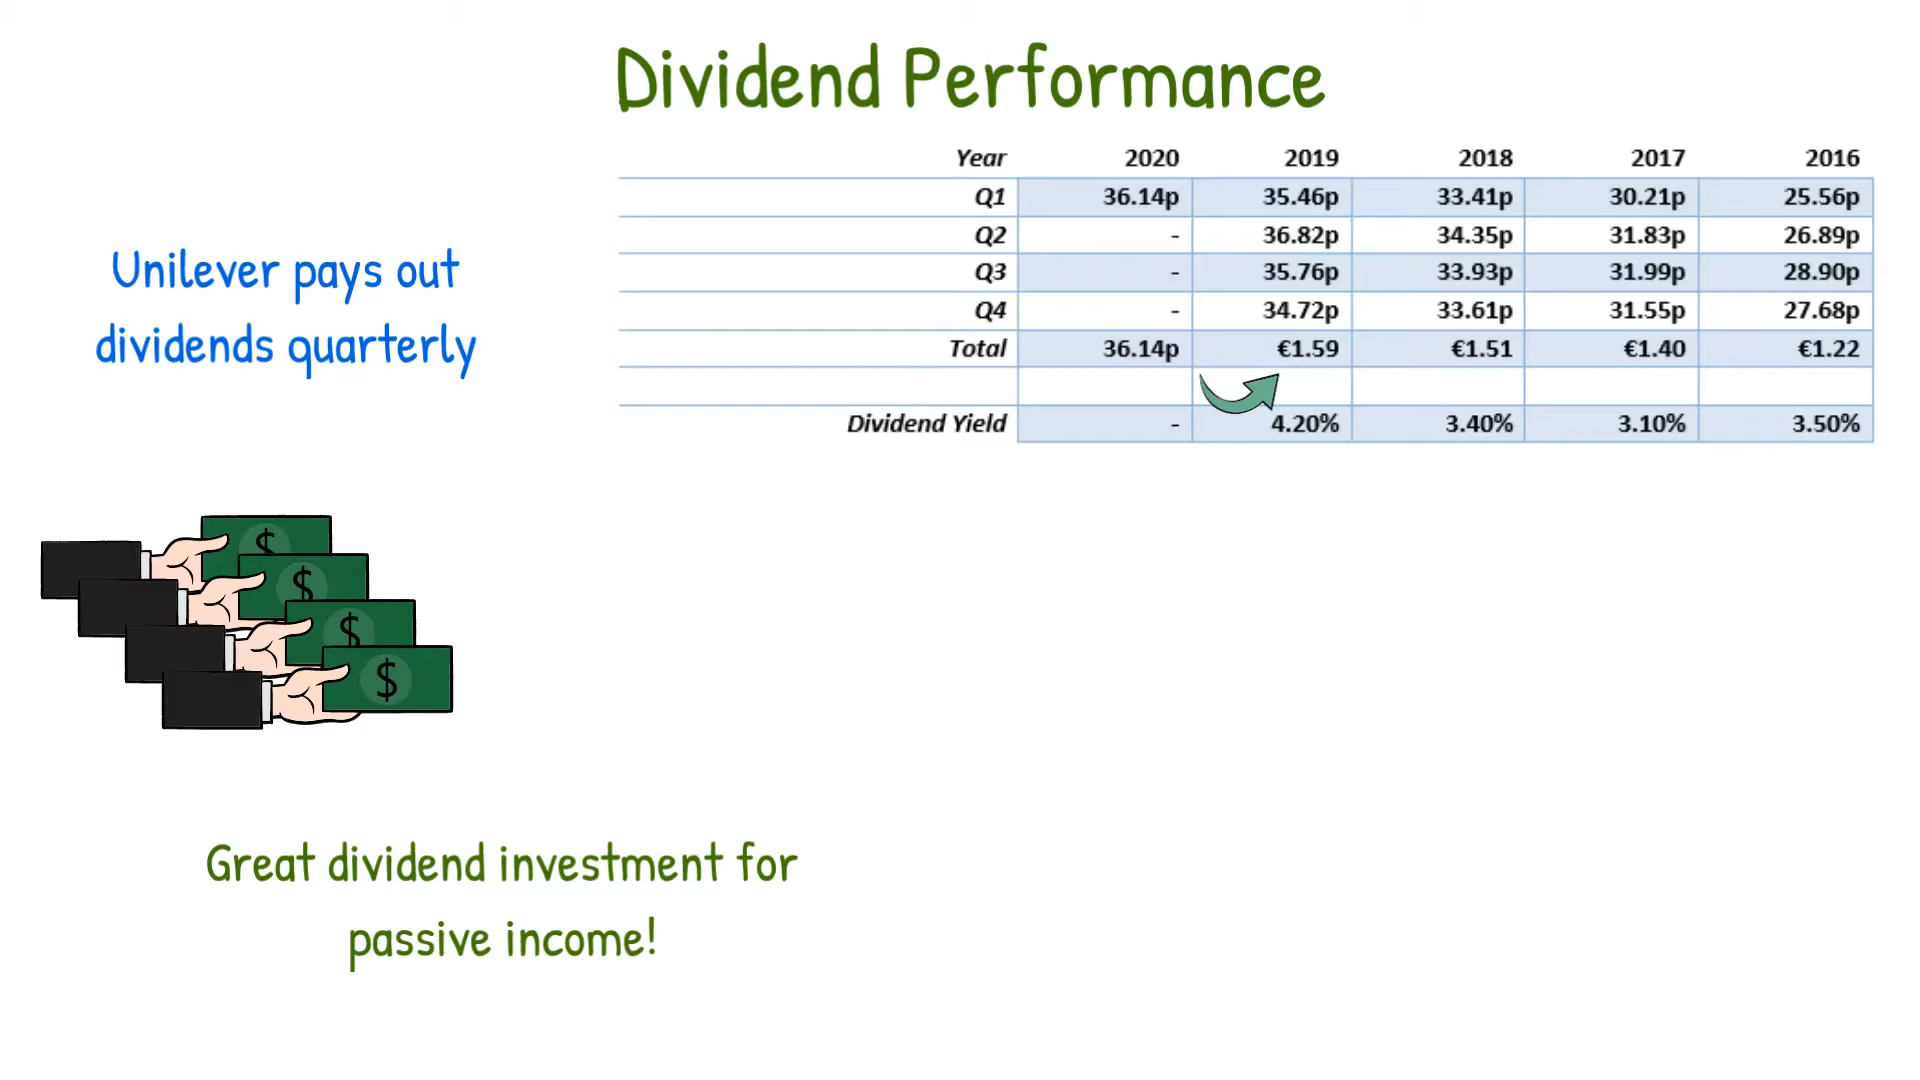 Dividend Performance
Year 2020 2019 2018 2017 2016
Q1 36.14p 35.46p 33.41p 30.21p 25.56p
Q2 - 36.82p 34.35p 31.83p 26.89p
Q3 - 35.76p 33.93p 31.99p 28.90p
Q4 - 34.72p 33.61p 31.55p 27.68p
Total 36.14p €1.59 €1.51 €1.40 €1.22
Dividend Yield - 4.20% 3.40% 3.10% 3.50%
Unilever pays out
dividends quarterly
$
$
$
$
Great dividend investment for
passive income!